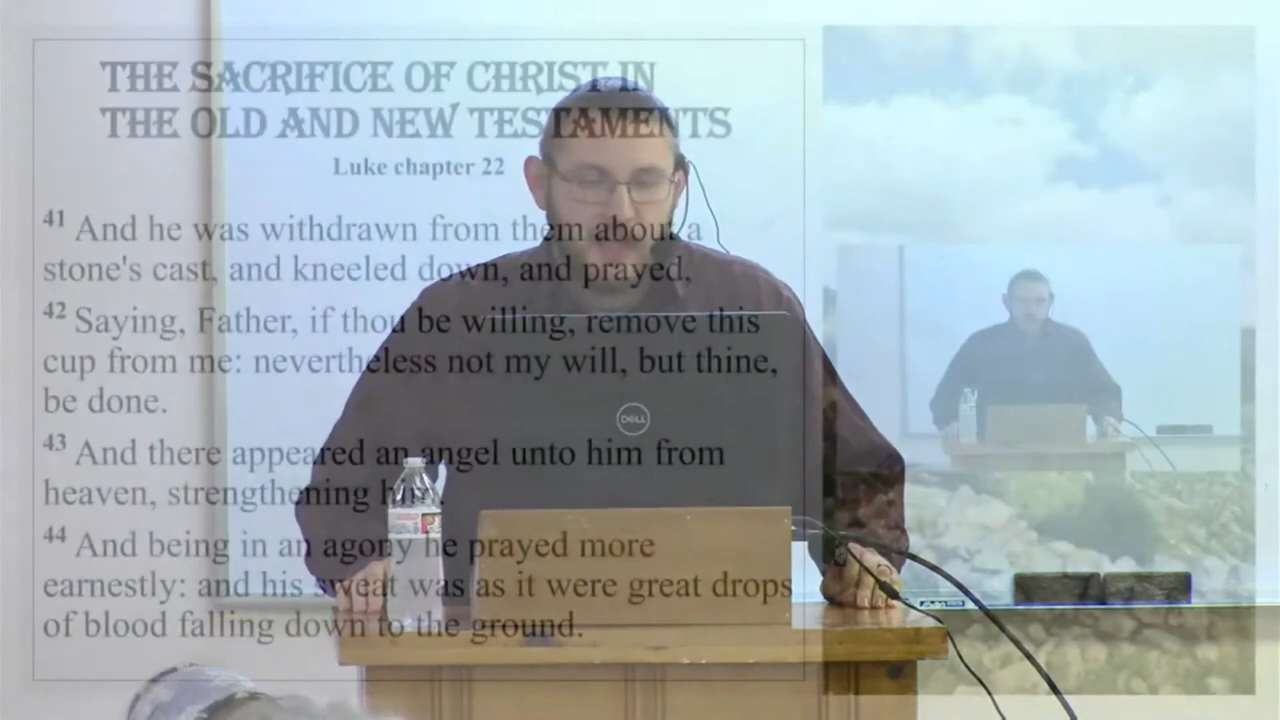 THE SACRIFICE OF CHRIST IN
THE OLD AND NEW TESTAMENTS
Luke chapter 22
41 And he was withdrawn from them about a
stone's cast, and kneeled down, and prayed,
42 Saying, Father, if thou be willing, remove this
cup from me: nevertheless not my will, but thine,
be done.
43 And there appeared an angel unto him from
heaven, strengthening him.
44 And being in an agony he prayed more
earnestly: and his sweat was as it were great drops
of blood falling down to the ground.
DELL